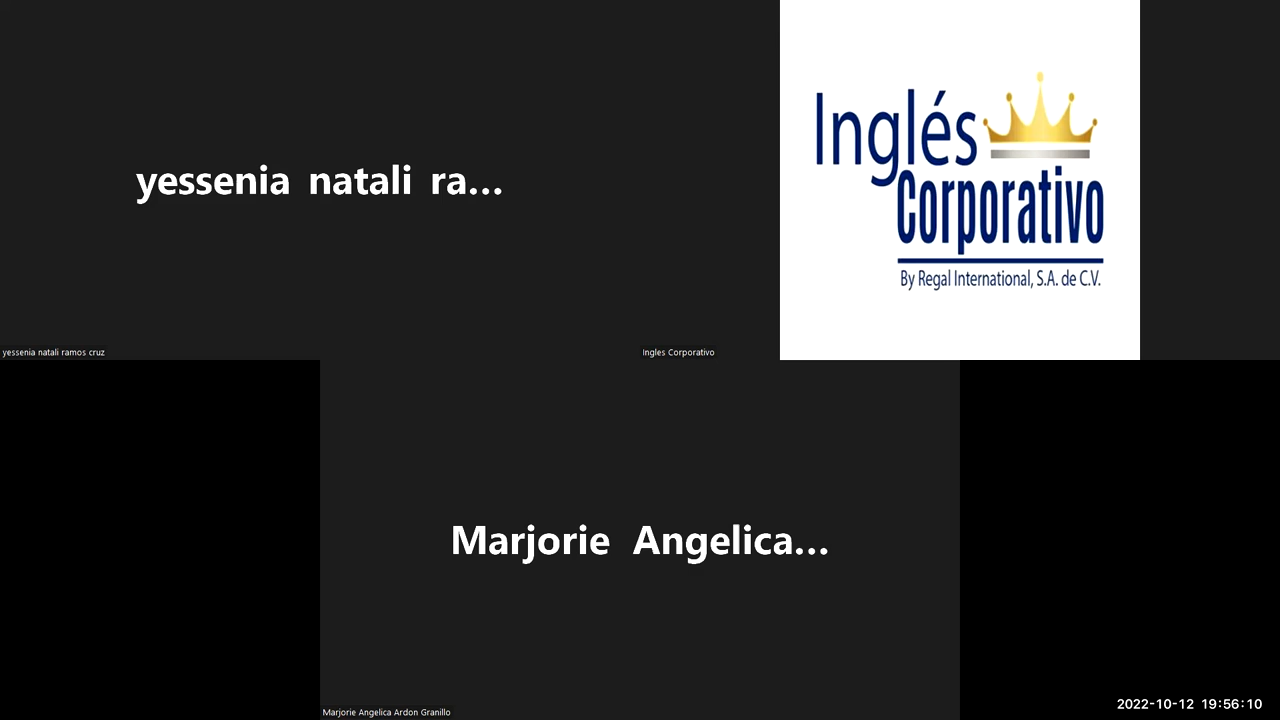 yessenia natali ra...
yessenia natali ramos cruz
Inglés
Corporativo
By Regal International, S.A. de C.V.
Ingles Corporativo
Marjorie Angelica...
Marjorie Angelica Ardon Granillo
2022-10-12 19:56:10